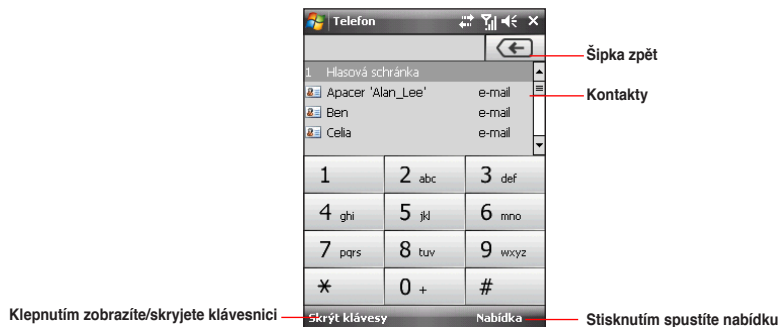 Telefon
Šipka zpět
1 Hlasová schránka
Apacer 'Alan_Lee' e-mail
Kontakty
Ben e-mail
Celia e-mail
1 2 abc 3 def
4 ghi 5 jkl 6 mno
7 pqrs 8 tuv 9 wxyz
* 0 + #
Klepnutím zobrazíte/skryjete klávesnici
Skrýt klávesy Nabídka
Stisknutím spustíte nabídku